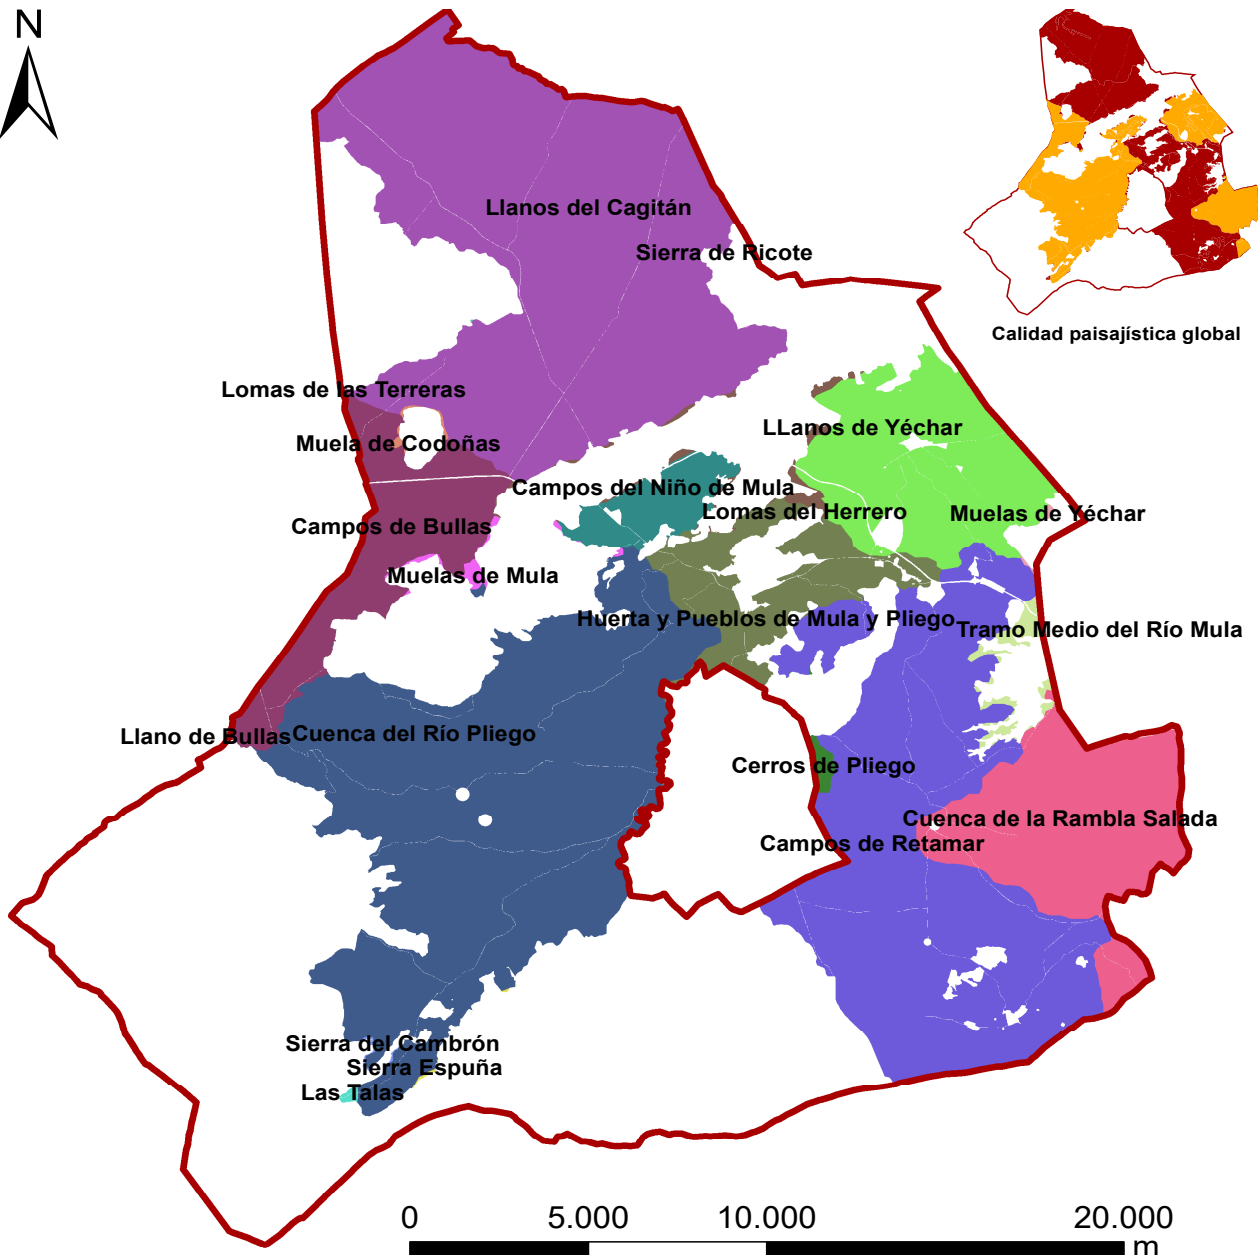 N
Llanos del Cagitán
Sierra de Ricote
Calidad paisajística global
Lomas de las Terreras
Muela de Codoñas
LLanos de Yéchar
Campos del Niño de Mula
Lomas del Herrero
Muelas de Yéchar
Campos de Bullas
Muelas de Mula
Huerta y Pueblos de Mula y Pliego
Tramo Medio del Río Mula
Llano de Bullas
Cuenca del Río Pliego
Cerros de Pliego
Cuenca de la Rambla Salada
Campos de Retamar
Sierra del Cambrón
Sierra Espuña
Las Talas
0 5.000 10.000 20.000
m